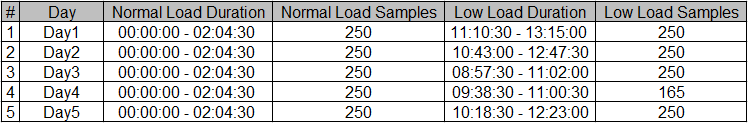 # Day Normal Load Duration Normal Load Samples Low Load Duration Low Load Samples
1 Day1 00:00:00 - 02:04:30 250 11:10:30 - 13:15:00 250
2 Day2 00:00:00 - 02:04:30 250 10:43:00 - 12:47:30 250
3 Day3 00:00:00 - 02:04:30 250 08:57:30 - 11:02:00 250
4 Day4 00:00:00 - 02:04:30 250 09:38:30 - 11:00:30 165
5 Day5 00:00:00 - 02:04:30 250 10:18:30 - 12:23:00 250